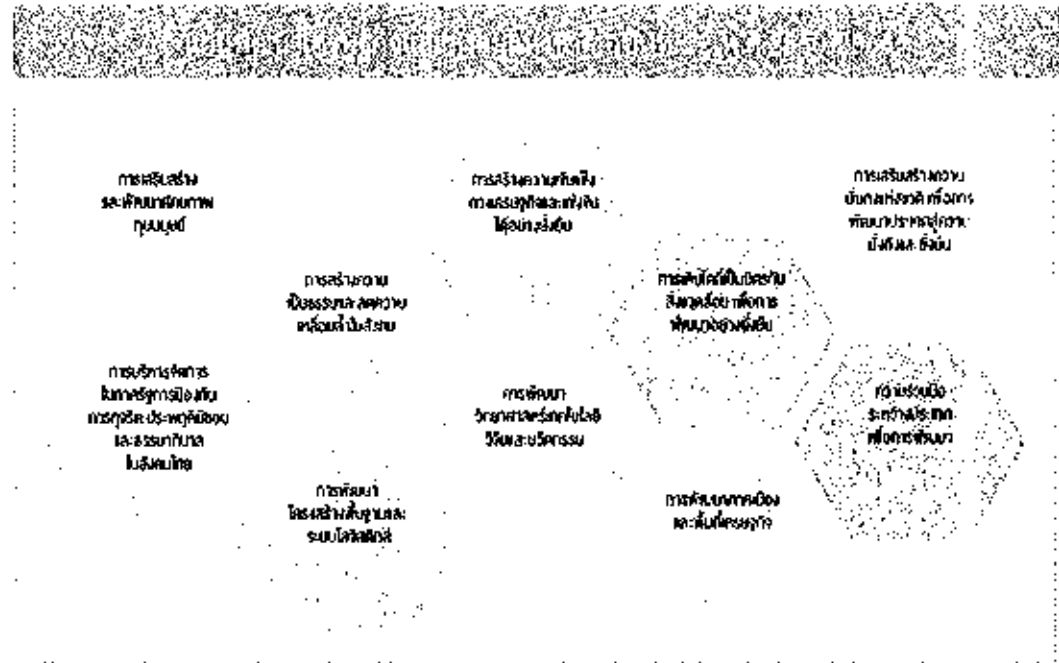 การเสริมสร้าง
และพัฒนาศักยภาพ
ทุนมนุษย์
การสร้างความ
เป็นธรรมและลดความ
เหลื่อมล้ำในสังคม
การสร้างความเข้มแข็ง
ทางเศรษฐกิจและแข่งขัน
ได้อย่างยั่งยืน
การเติบโตที่เป็นมิตรกับ
สิ่งแวดล้อมเพื่อการ
พัฒนาอย่างยั่งยืน
การเสริมสร้างความ
มั่นคงแห่งชาติเพื่อการ
พัฒนาประเทศสู่ความ
มั่งคั่งและยั่งยืน
การบริหารจัดการ
ในภาครัฐการป้องกัน
การทุจริตประพฤติมิชอบ
และธรรมาภิบาล
ในสังคมไทย
การพัฒนา
โครงสร้างพื้นฐานและ
ระบบโลจิสติกส์
การพัฒนา
วิทยาศาสตร์เทคโนโลยี
วิจัยและนวัตกรรม
การพัฒนาภาคเมือง
และพื้นที่เศรษฐกิจ
ความร่วมมือ
ระหว่างประเทศ
เพื่อการพัฒนา